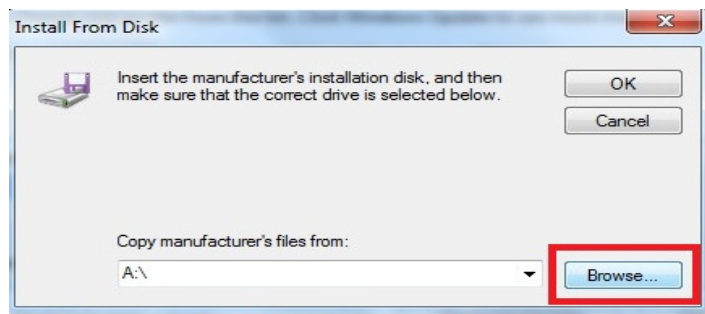 Install From Disk
Insert the manufacturer's installation disk, and then
make sure that the correct drive is selected below.
OK
Cancel
Copy manufacturer's files from:
A:\
Browse...